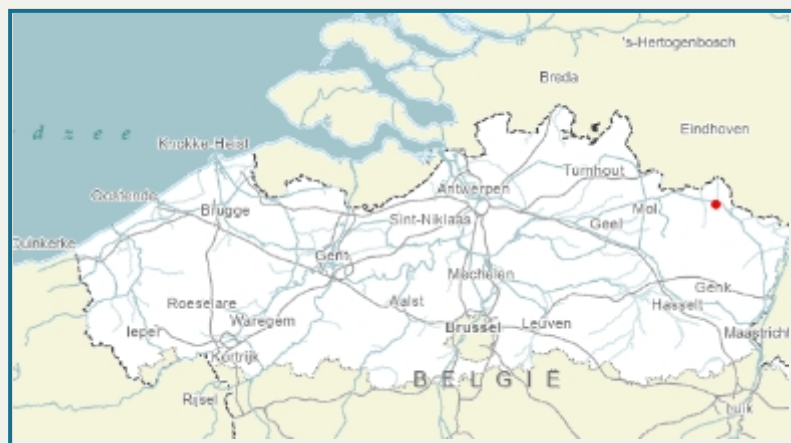 's-Hertogenbosch
Breda
Eindhoven
d z e e
Knokke-Heist
Turnhout
Antwerpen
Oostende
Brugge
Sint-Niklaas
Geel
Mol
Duinkerke
Gent
Mechelen
Genk
Roeselare
Aalst
Hasselt
Ieper
Waregem
Brussel
Leuven
Maastricht
Kortrijk
BELGIË
Rijsel
Luik